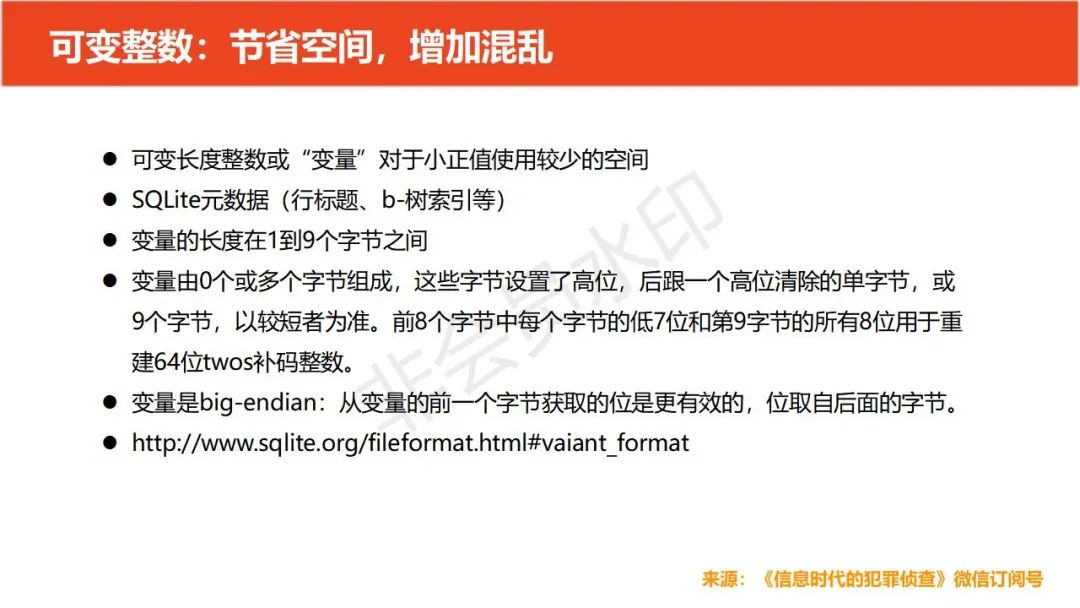 可变整数：节省空间，增加混乱
● 可变长度整数或“变量”对于小正值使用较少的空间
● SQLite元数据（行标题、b-树索引等）
● 变量的长度在1到9个字节之间
● 变量由0个或多个字节组成，这些字节设置了高位，后跟一个高位清除的单字节，或
9个字节，以较短者为准。前8个字节中每个字节的低7位和第9字节的所有8位用于重
建64位twos补码整数。
● 变量是big-endian：从变量的前一个字节获取的位是更有效的，位取自后面的字节。
● http://www.sqlite.org/fileformat.html#vaiant_format
非会员水印
来源：《信息时代的犯罪侦查》微信订阅号